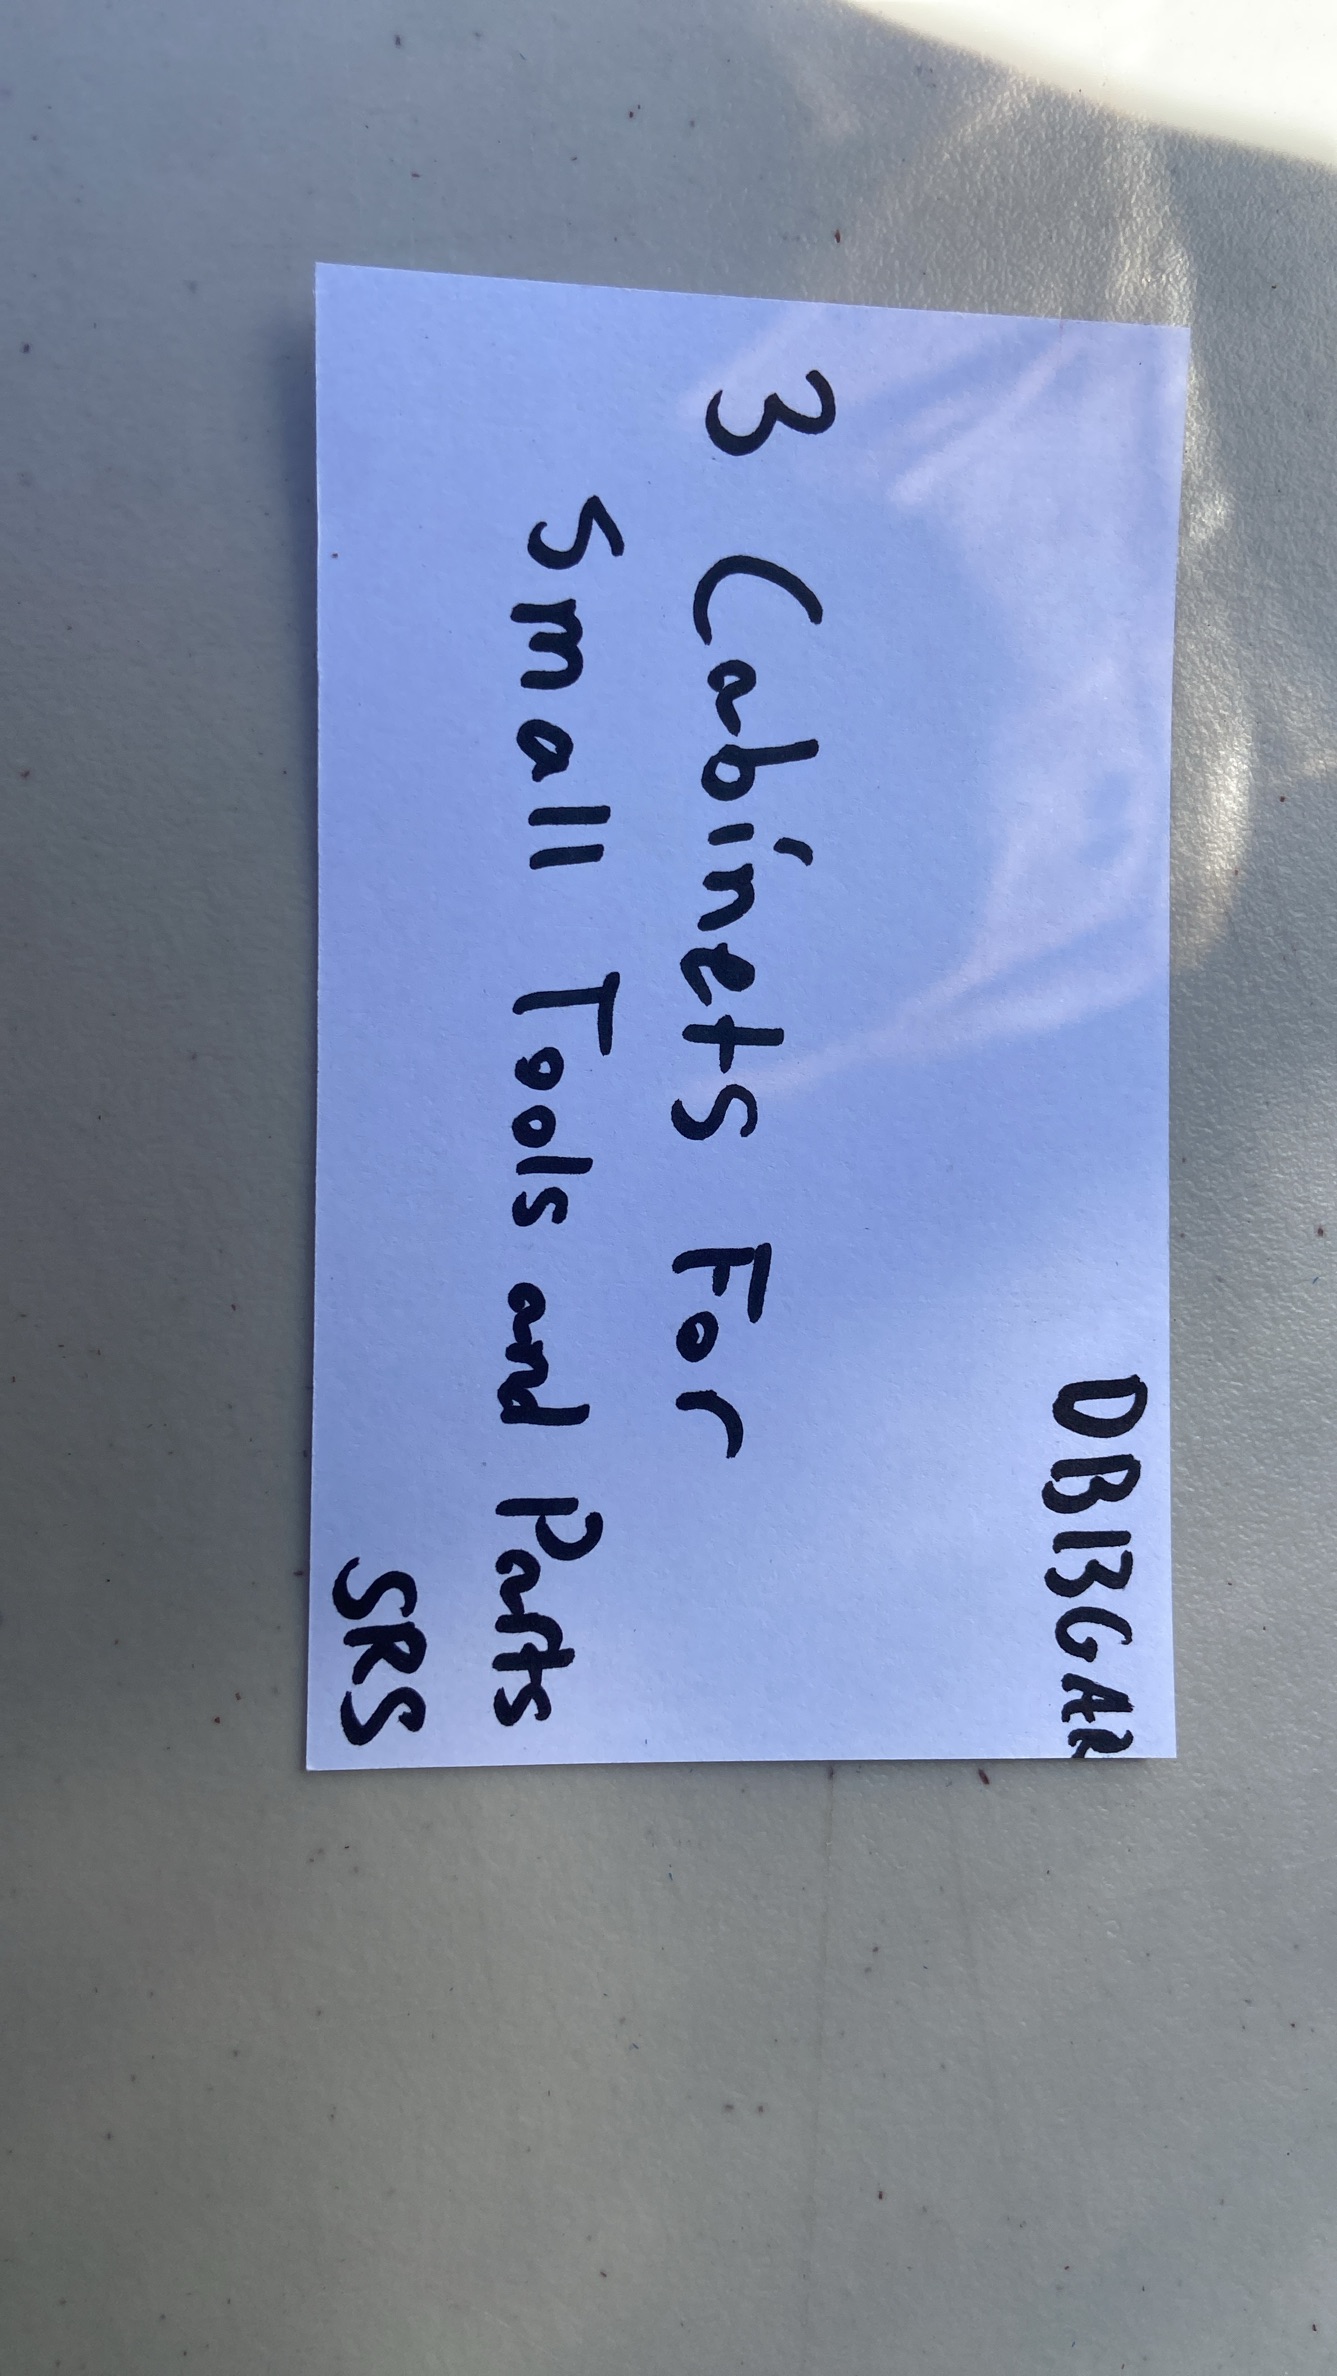 DB13GAR
3 Cabinets For
Small Tools and Parts
SRS